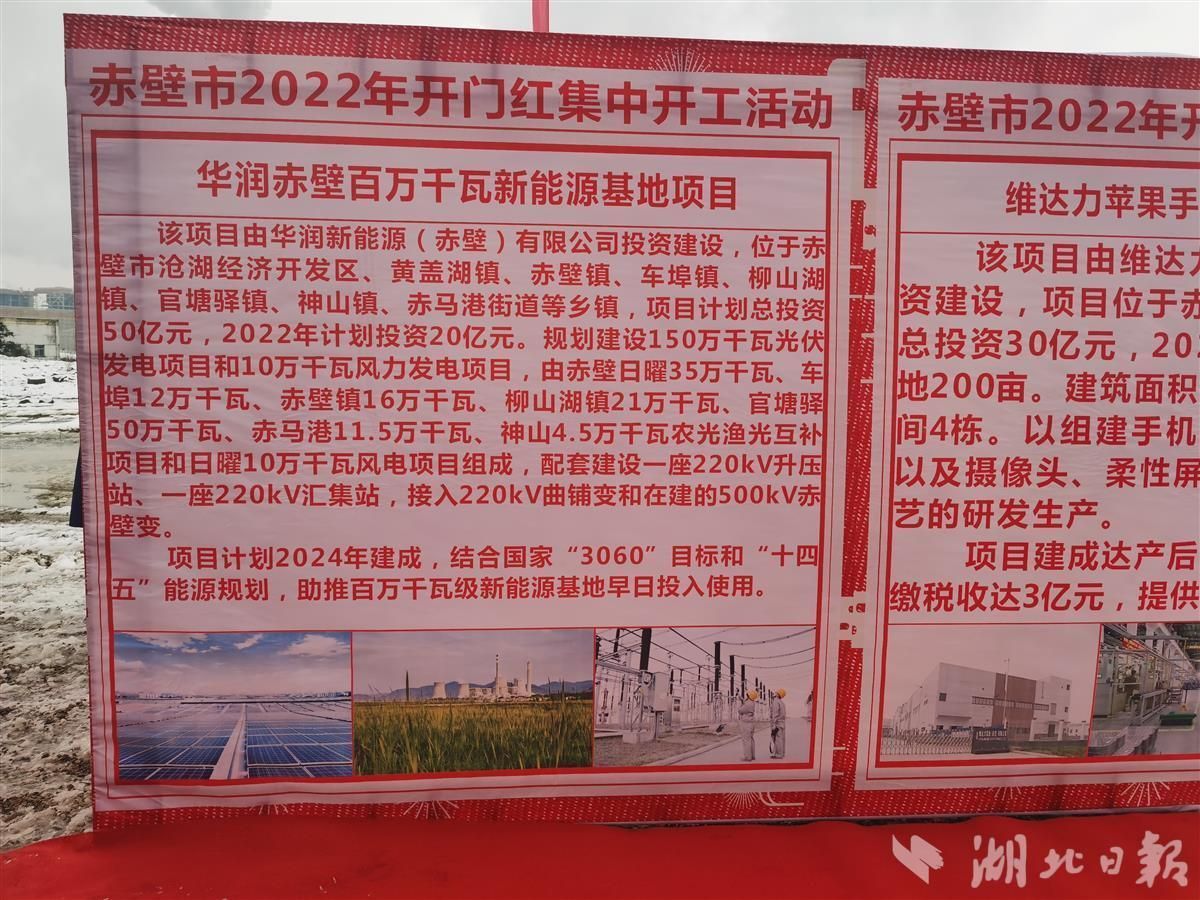 赤壁市2022年开门红集中开工活动
华润赤壁百万千瓦新能源基地项目
该项目由华润新能源（赤壁）有限公司投资建设，位于赤
壁市沧湖经济开发区、黄盖湖镇、赤壁镇、车埠镇、柳山湖
镇、官塘驿镇、神山镇、赤马港街道等乡镇，项目计划总投资
50亿元，2022年计划投资20亿元。规划建设150万千瓦光伏
发电项目和10万千瓦风力发电项目，由赤壁日曜35万千瓦、车
埠12万千瓦、赤壁镇16万千瓦、柳山湖镇21万千瓦、官塘驿
50万千瓦、赤马港11.5万千瓦、神山4.5万千瓦农光渔光互补
项目和日曜10万千瓦风电项目组成，配套建设一座220kV升压
站、一座220kV汇集站，接入220kV曲铺变和在建的500kV赤
壁变。
项目计划2024年建成，结合国家“3060”目标和“十四
五”能源规划，助推百万千瓦级新能源基地早日投入使用。
赤壁市2022年开
维达力苹果手
该项目由维达力
资建设，项目位于赤
总投资30亿元，20
地200亩。建筑面积
间4栋。以组建手机
以及摄像头、柔性屏
艺的研发生产。
项目建成达产后
缴税收达3亿元，提供
湖北日报